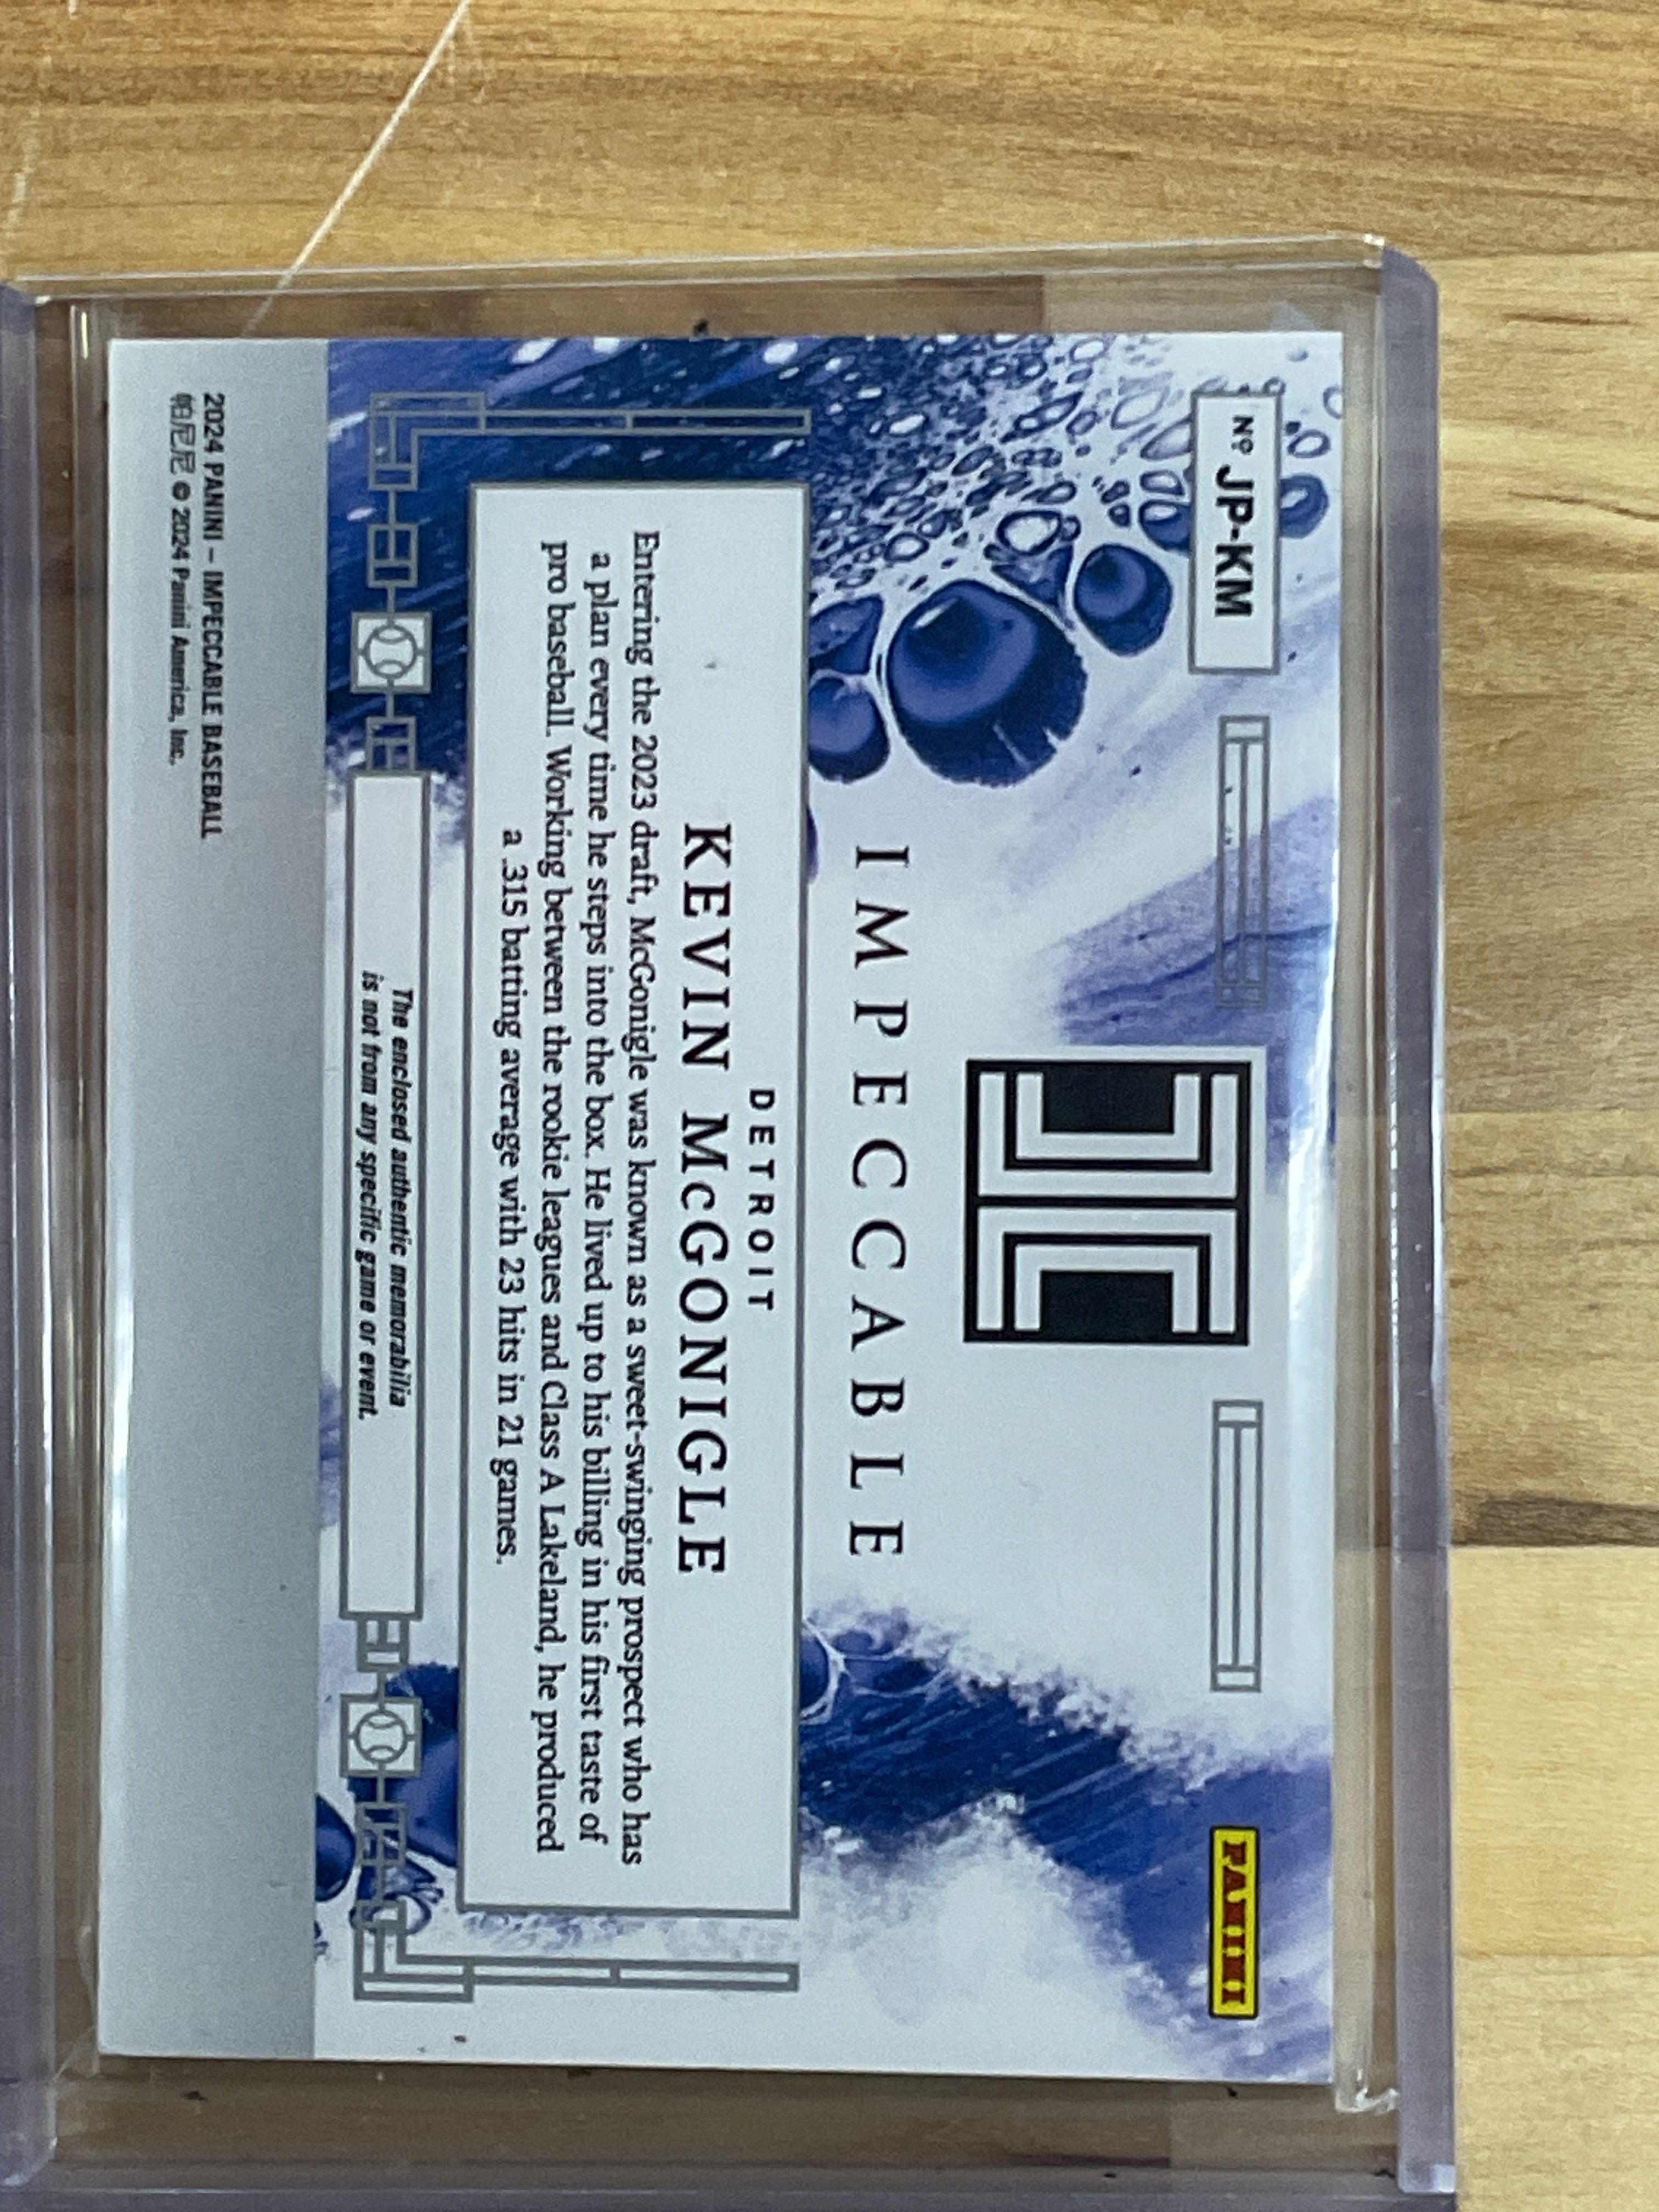 Nº JP-KM
PANINI
IMPECCABLE
DETROIT
KEVIN McGONIGLE
Entering the 2023 draft, McGonigle was known as a sweet-swinging prospect who has
a plan every time he steps into the box. He lived up to his billing in his first taste of
pro baseball. Working between the rookie leagues and Class A Lakeland, he produced
a .315 batting average with 23 hits in 21 games.
The enclosed authentic memorabilia
is not from any specific game or event.
2024 PANINI – IMPECCABLE BASEBALL
帕尼尼 © 2024 Panini America, Inc.